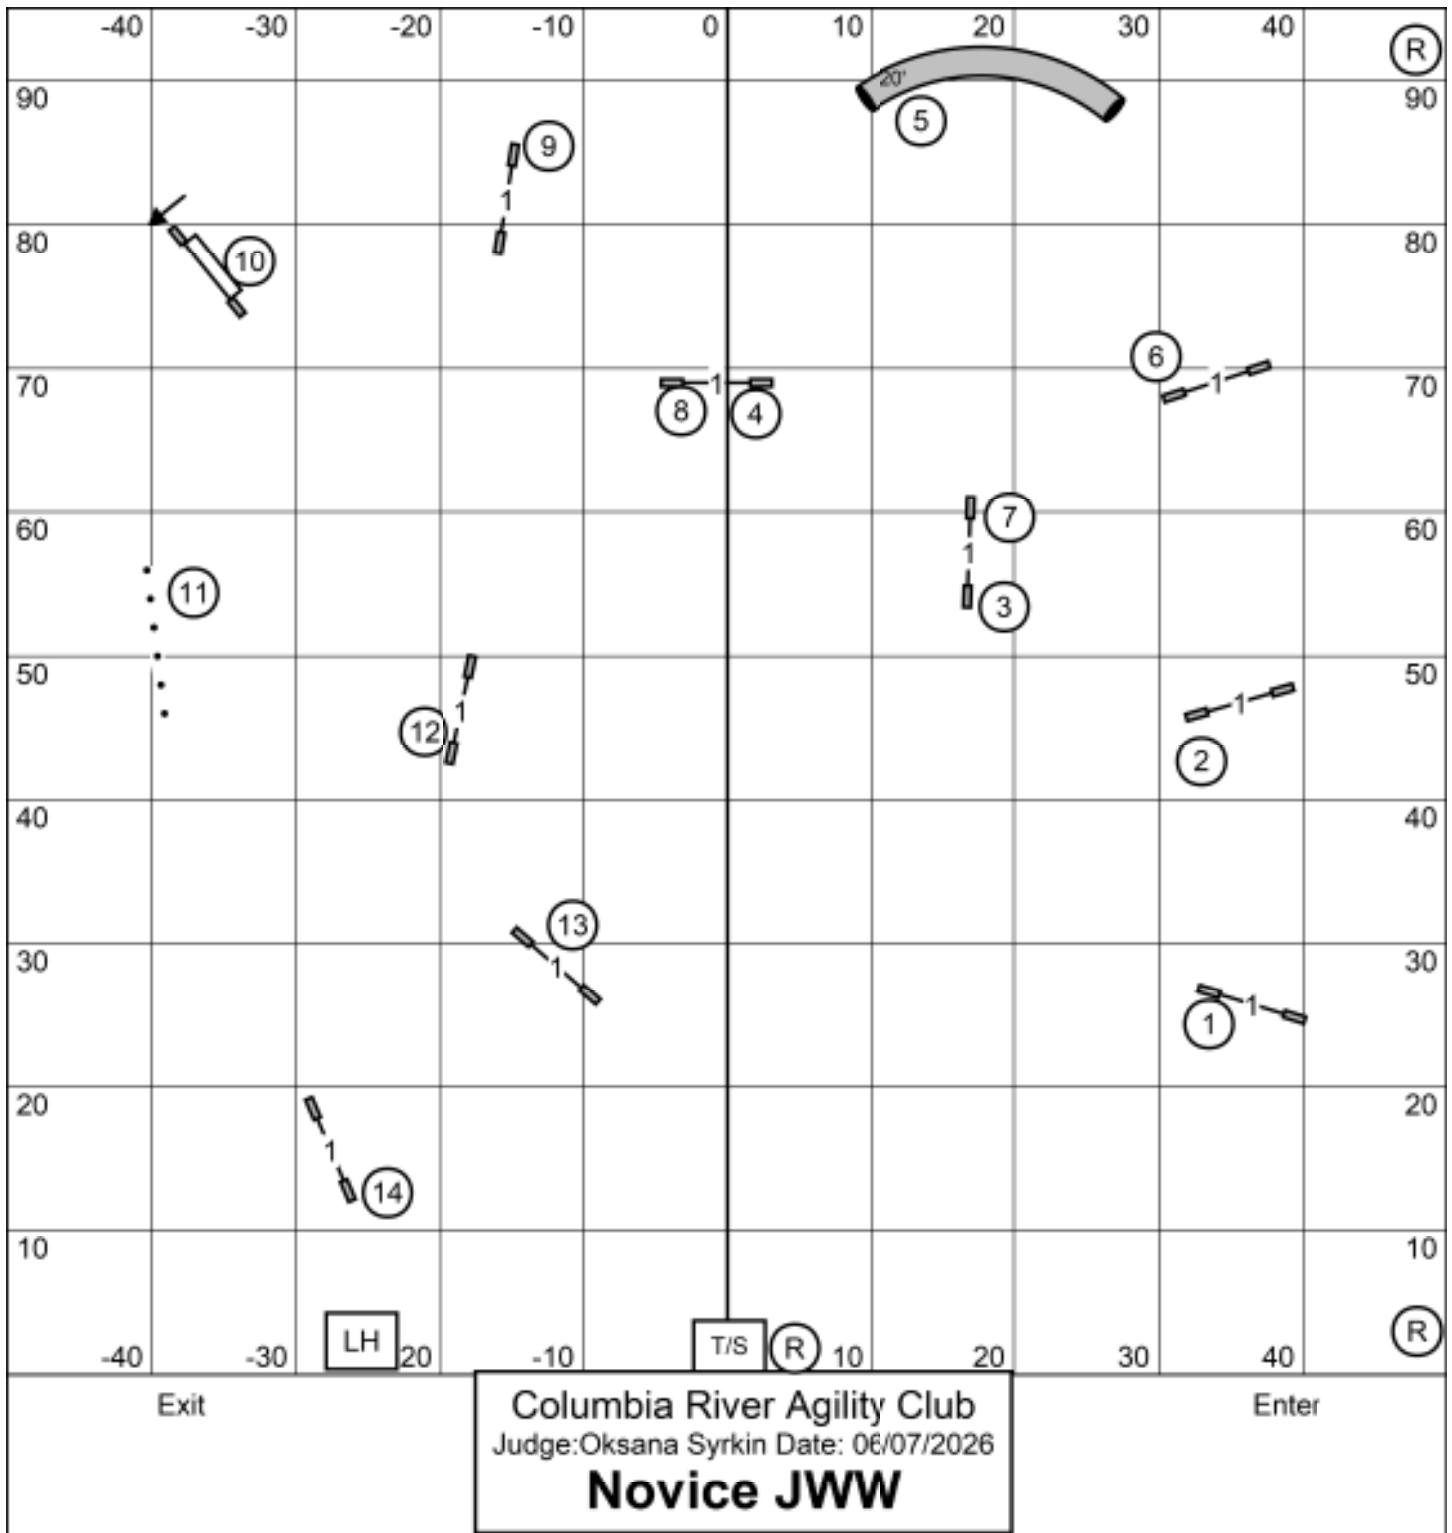 -40 -30 -20 -10 0 10 20 30 40 R
90 20' 5 90
9
80 10 80
1
70 8 1 4 6 1 70
60 7 60
11 1 3
50 50
12 1 2 1
40 40
13
30 1 30
1 1
20 20
1 14
10 10
LH T/S R R
-40 -30 20 -10 10 20 30 40
Exit Enter
Columbia River Agility Club
Judge:Oksana Syrkin Date: 06/07/2026
Novice JWW